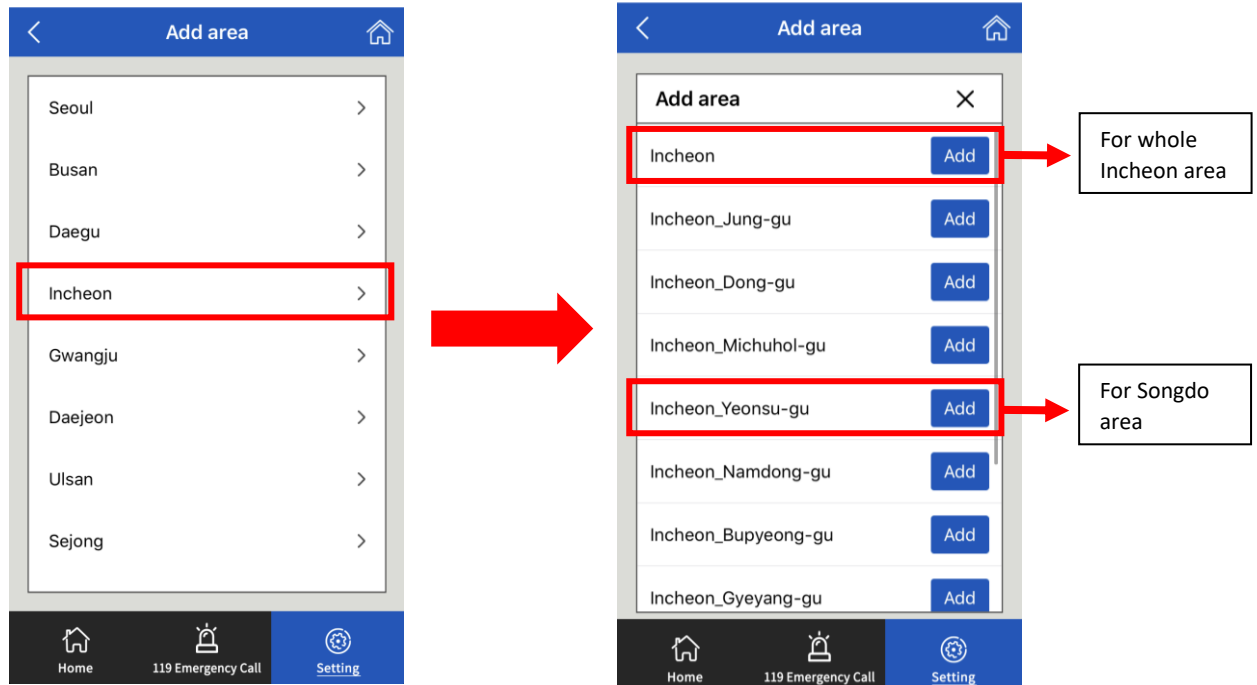 Add area
Seoul
Busan
Daegu
Incheon
Gwangju
Daejeon
Ulsan
Sejong
Home
119 Emergency Call
Setting
Add area
Add area
Incheon Add
Incheon_Jung-gu Add
Incheon_Dong-gu Add
Incheon_Michuhol-gu Add
Incheon_Yeonsu-gu Add
Incheon_Namdong-gu Add
Incheon_Bupyeong-gu Add
Incheon_Gyeyang-gu Add
Home
119 Emergency Call
Setting
For whole
Incheon area
For Songdo
area